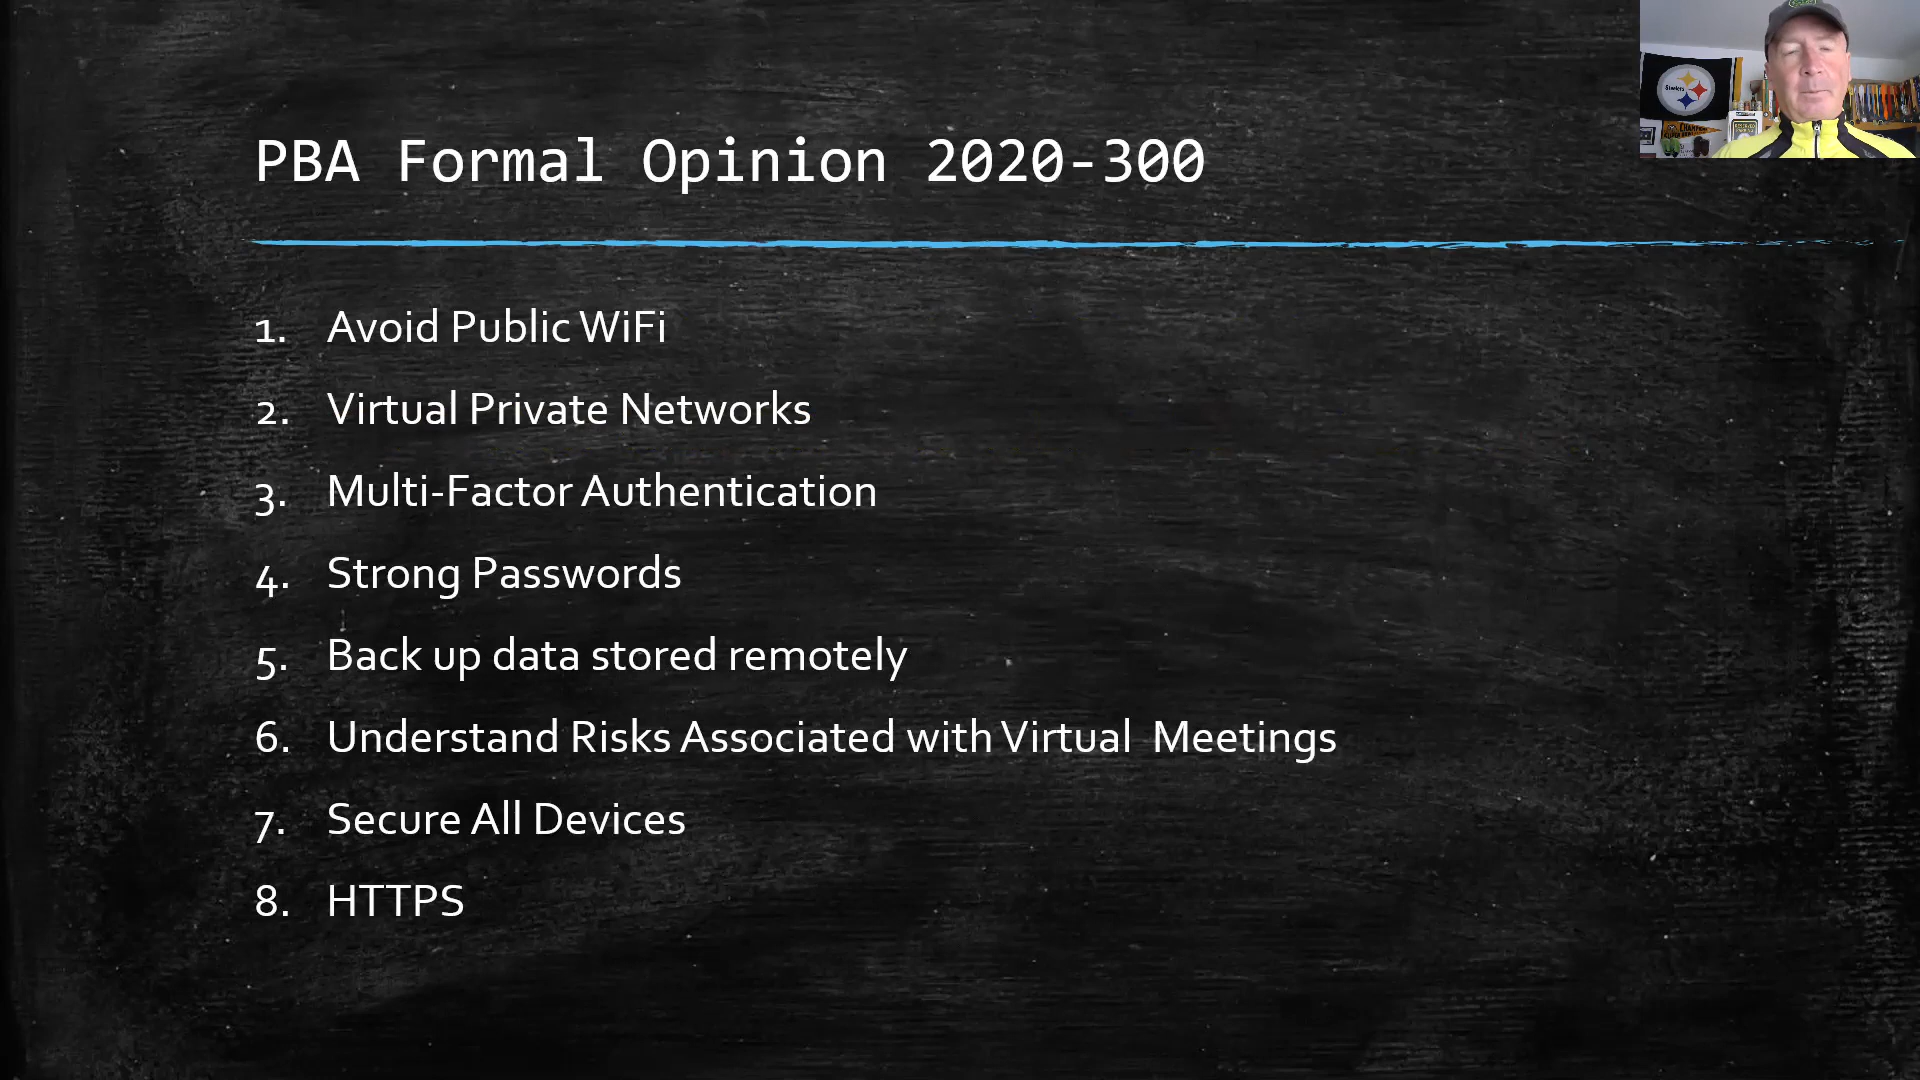 PBA Formal Opinion 2020-300
1. Avoid Public WiFi
2. Virtual Private Networks
3. Multi-Factor Authentication
4. Strong Passwords
5. Back up data stored remotely
6. Understand Risks Associated with Virtual  Meetings
7. Secure All Devices
8. HTTPS
Steelers